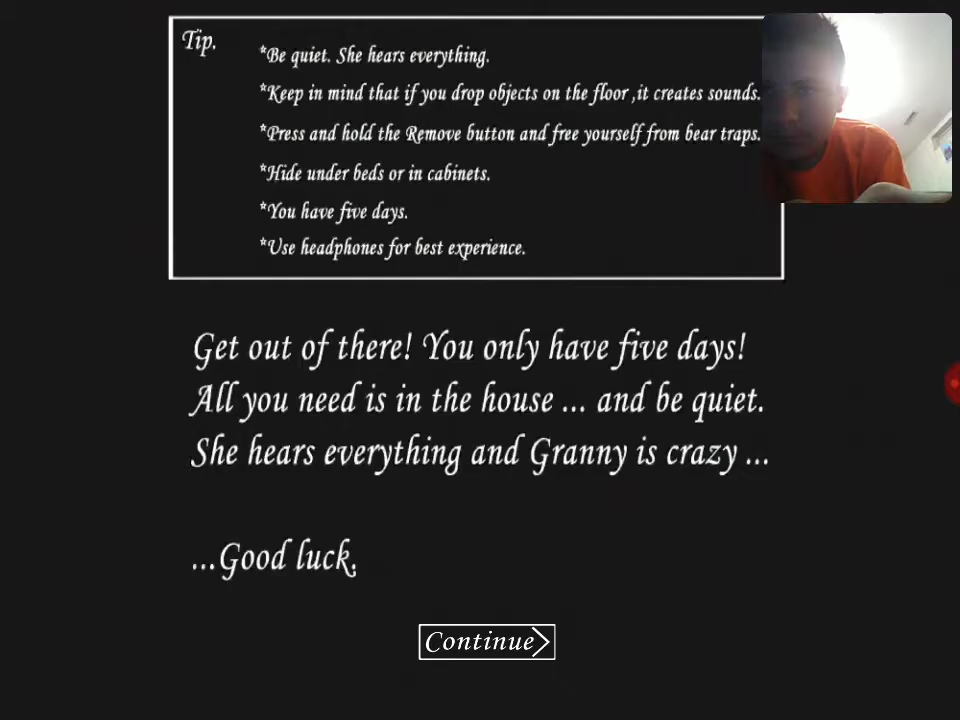 Tip.
*Be quiet. She hears everything.
*Keep in mind that if you drop objects on the floor ,it creates sounds.
*Press and hold the Remove button and free yourself from bear traps.
*Hide under beds or in cabinets.
*You have five days.
*Use headphones for best experience.
Get out of there! You only have five days!
All you need is in the house ... and be quiet.
She hears everything and Granny is crazy ...
...Good luck.
Continue